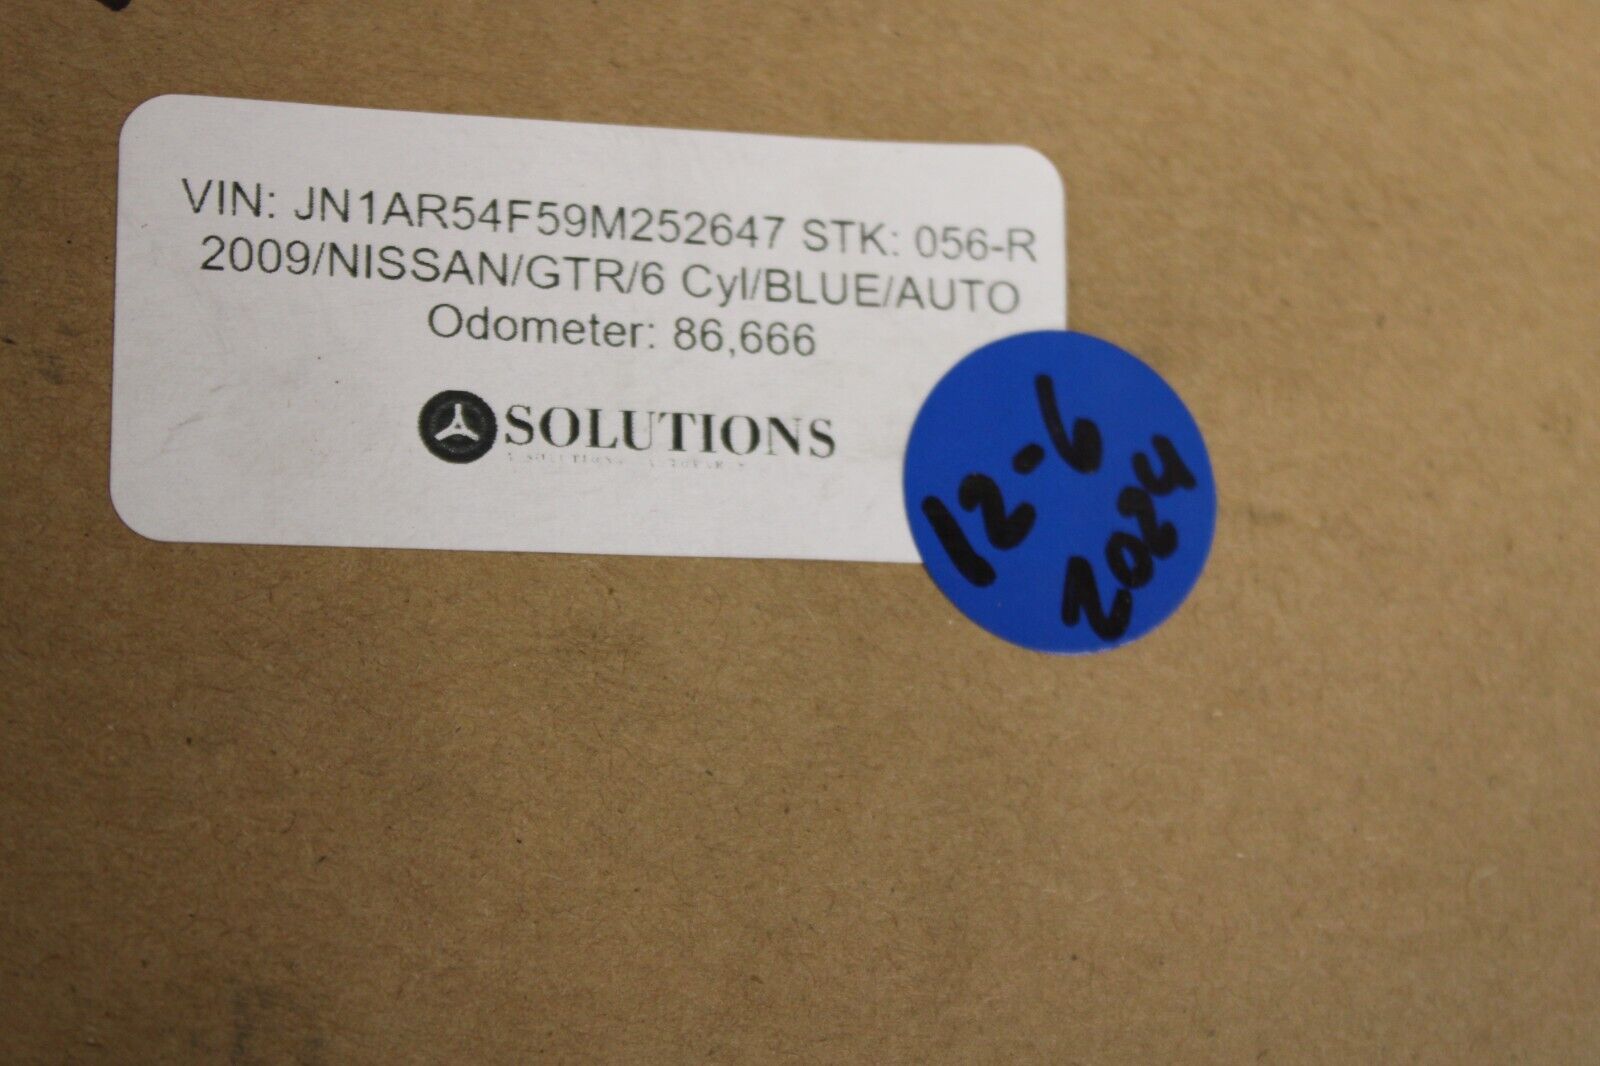 VIN: JN1AR54F59M252647 STK: 056-R
2009/NISSAN/GTR/6 Cyl/BLUE/AUTO
Odometer: 86,666
SOLUTIONS
12-6
2024